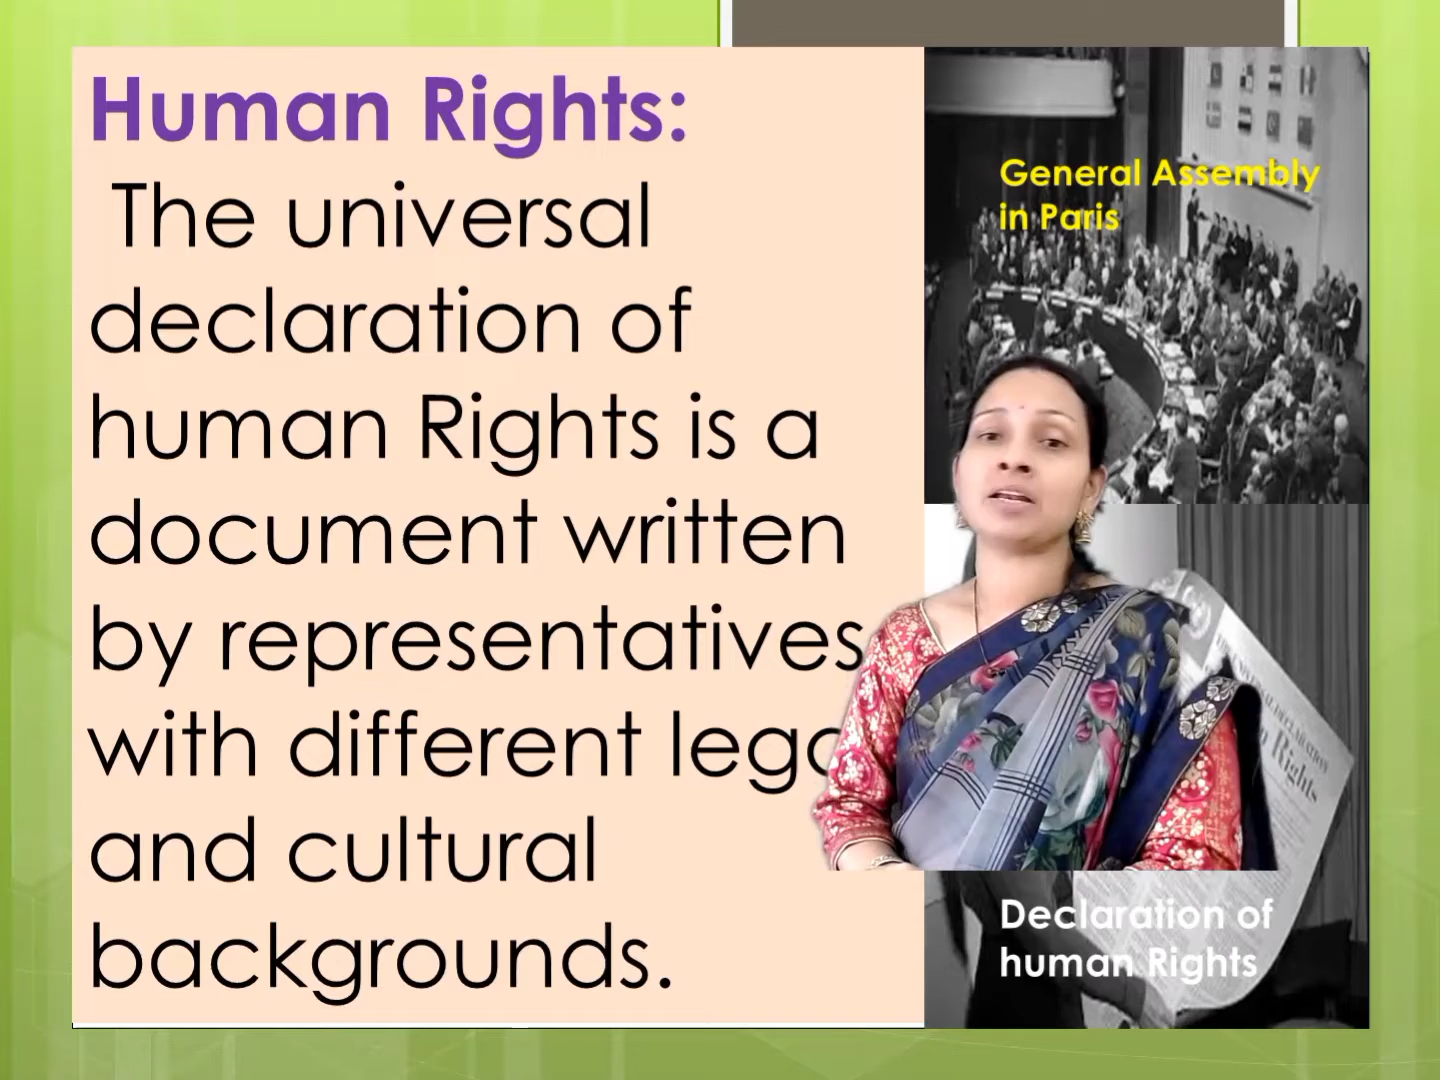 Human Rights:
The universal
declaration of
human Rights is a
document written
by representatives
with different
and cultural
backgrounds.
General Assembly
in Paris
Rights
Declaration of
human Rights